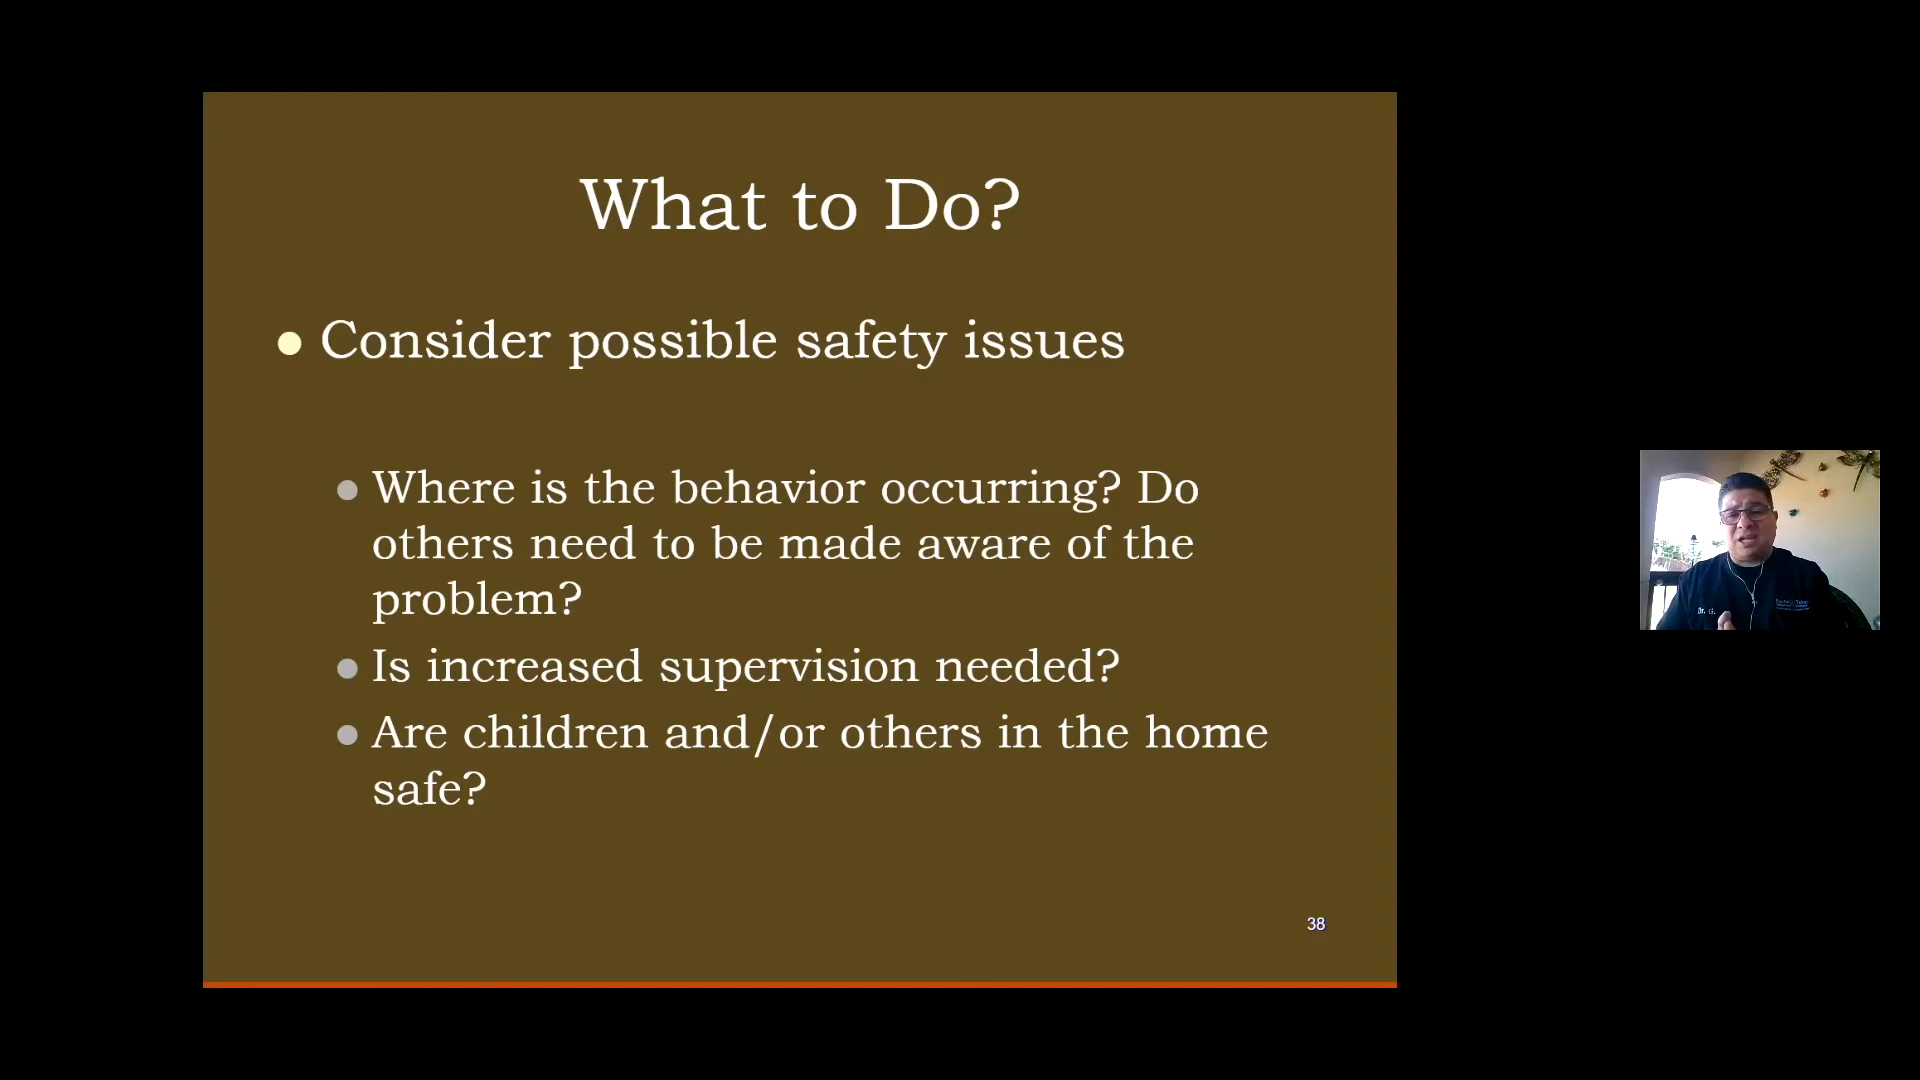 What to Do?
Consider possible safety issues
Where is the behavior occurring? Do
others need to be made aware of the
problem?
Is increased supervision needed?
Are children and/or others in the home
safe?
38
Dr. G.